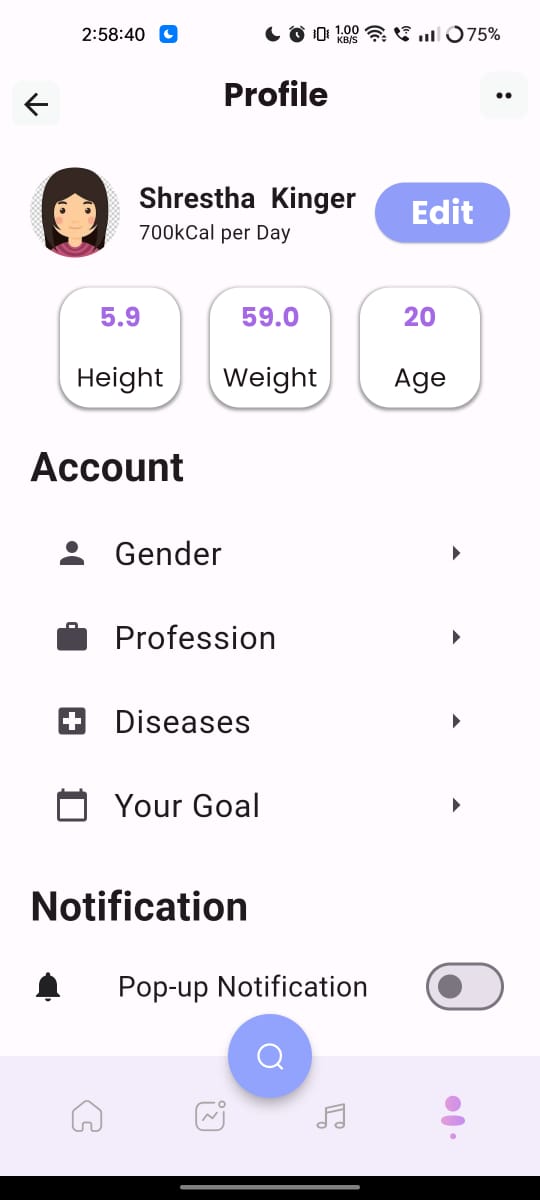 2:58:40 1.00 KB/S 75%
Profile
Shrestha Kinger
700kCal per Day
Edit
5.9 59.0 20
Height Weight Age
Account
Gender
Profession
Diseases
Your Goal
Notification
Pop-up Notification